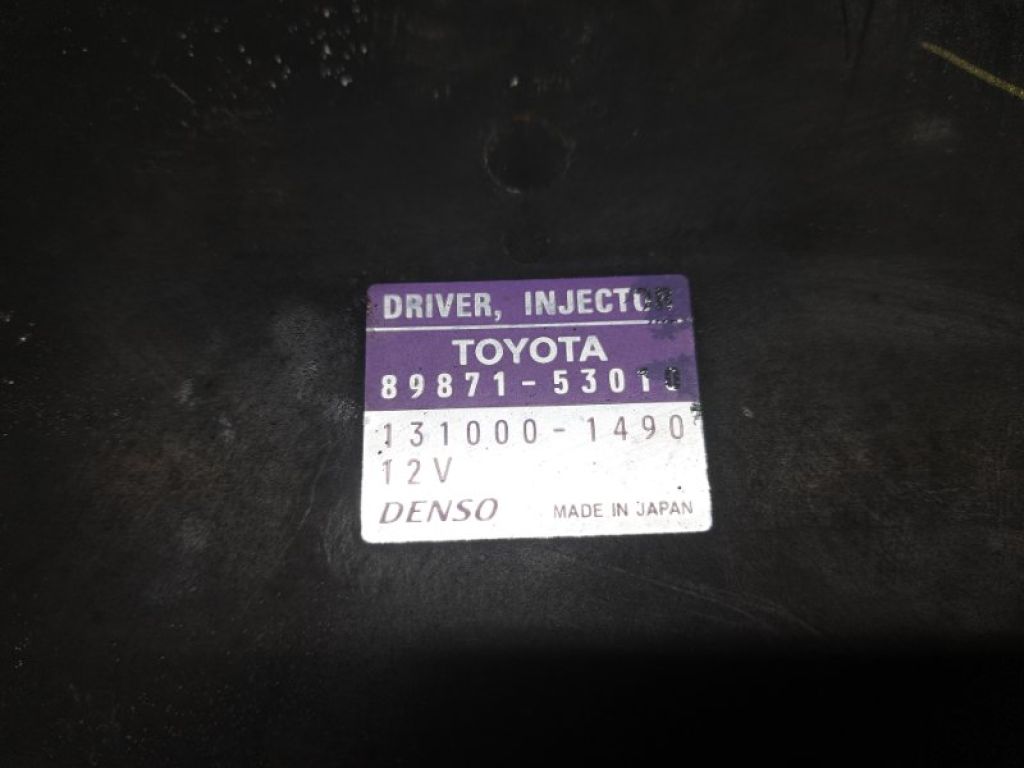 DRIVER, INJECTOR
TOYOTA
89871-53010
131000-1490
12V
DENSO MADE IN JAPAN